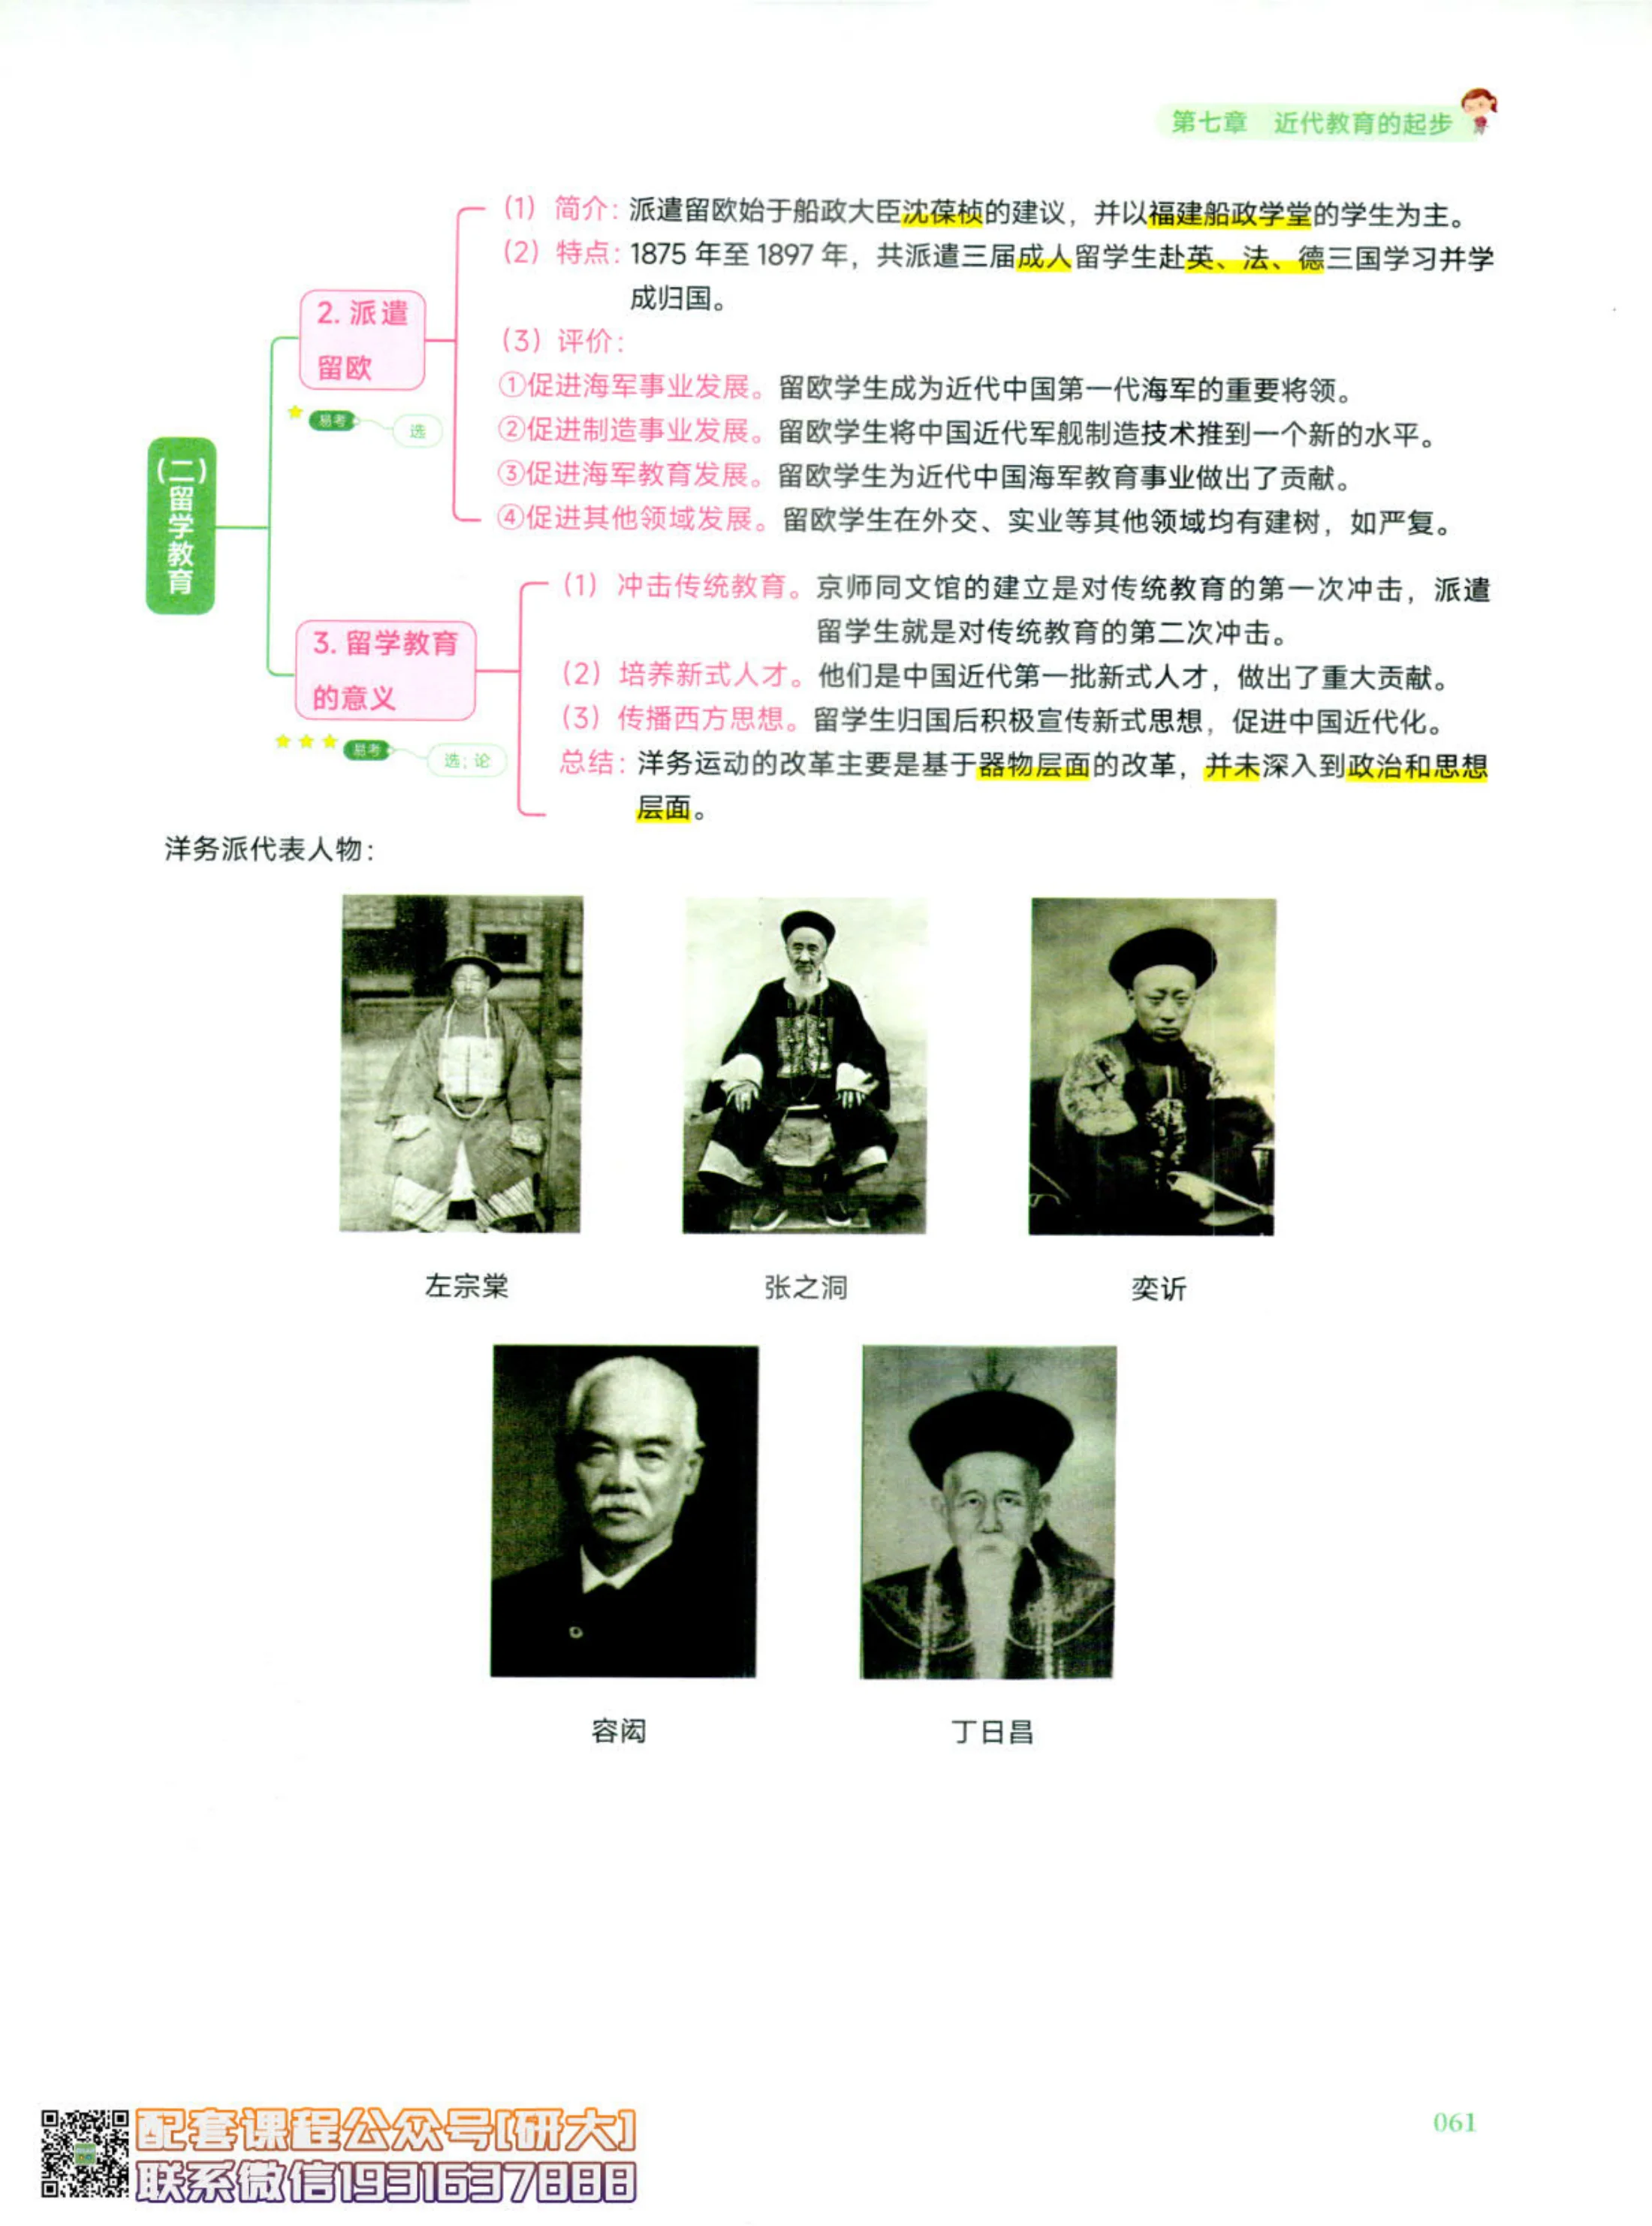 第七章 近代教育的起步
(二)留学教育
2. 派遣
留欧
易考
选
(1) 简介: 派遣留欧始于船政大臣沈葆桢的建议，并以福建船政学堂的学生为主。
(2) 特点: 1875 年至 1897 年，共派遣三届成人留学生赴英、法、德三国学习并学
成归国。
(3) 评价:
①促进海军事业发展。留欧学生成为近代中国第一代海军的重要将领。
②促进制造事业发展。留欧学生将中国近代军舰制造技术推到一个新的水平。
③促进海军教育发展。留欧学生为近代中国海军教育事业做出了贡献。
④促进其他领域发展。留欧学生在外交、实业等其他领域均有建树，如严复。
3. 留学教育
的意义
易考
选; 论
(1) 冲击传统教育。京师同文馆的建立是对传统教育的第一次冲击，派遣
留学生就是对传统教育的第二次冲击。
(2) 培养新式人才。他们是中国近代第一批新式人才，做出了重大贡献。
(3) 传播西方思想。留学生归国后积极宣传新式思想，促进中国近代化。
总结: 洋务运动的改革主要是基于器物层面的改革，并未深入到政治和思想
层面。
洋务派代表人物:
左宗棠
张之洞
奕䜣
容闳
丁日昌
061
配套课程公众号[研大]
联系微信1931637888